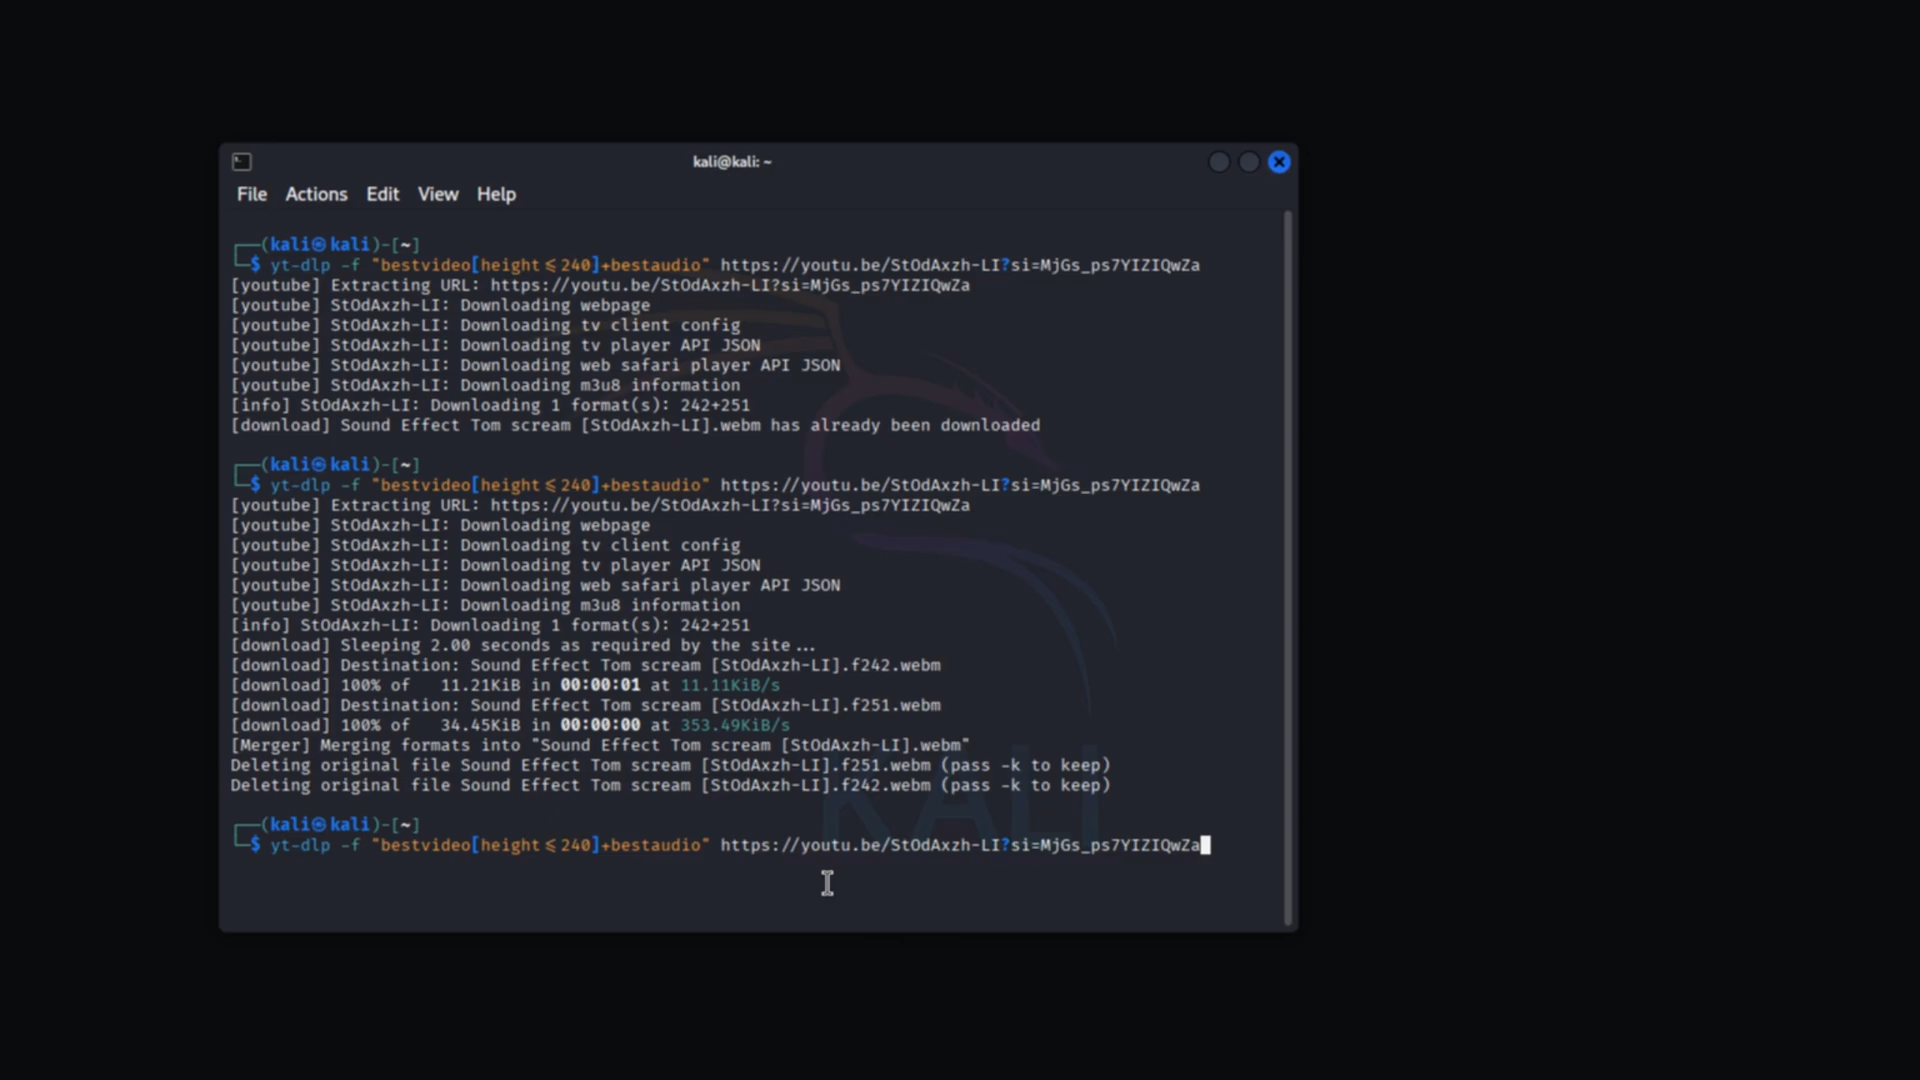 kali@kali: ~
File Actions Edit View Help
┌──(kali㉿kali)-[~]
└─$ yt-dlp -f "bestvideo[height≤240]+bestaudio" https://youtu.be/StOdAxzh-LI?si=MjGs_ps7YIZIQwZa
[youtube] Extracting URL: https://youtu.be/StOdAxzh-LI?si=MjGs_ps7YIZIQwZa
[youtube] StOdAxzh-LI: Downloading webpage
[youtube] StOdAxzh-LI: Downloading tv client config
[youtube] StOdAxzh-LI: Downloading tv player API JSON
[youtube] StOdAxzh-LI: Downloading web safari player API JSON
[youtube] StOdAxzh-LI: Downloading m3u8 information
[info] StOdAxzh-LI: Downloading 1 format(s): 242+251
[download] Sound Effect Tom scream [StOdAxzh-LI].webm has already been downloaded
┌──(kali㉿kali)-[~]
└─$ yt-dlp -f "bestvideo[height≤240]+bestaudio" https://youtu.be/StOdAxzh-LI?si=MjGs_ps7YIZIQwZa
[youtube] Extracting URL: https://youtu.be/StOdAxzh-LI?si=MjGs_ps7YIZIQwZa
[youtube] StOdAxzh-LI: Downloading webpage
[youtube] StOdAxzh-LI: Downloading tv client config
[youtube] StOdAxzh-LI: Downloading tv player API JSON
[youtube] StOdAxzh-LI: Downloading web safari player API JSON
[youtube] StOdAxzh-LI: Downloading m3u8 information
[info] StOdAxzh-LI: Downloading 1 format(s): 242+251
[download] Sleeping 2.00 seconds as required by the site...
[download] Destination: Sound Effect Tom scream [StOdAxzh-LI].f242.webm
[download] 100% of   11.21KiB in 00:00:01 at 11.11KiB/s
[download] Destination: Sound Effect Tom scream [StOdAxzh-LI].f251.webm
[download] 100% of   34.45KiB in 00:00:00 at 353.49KiB/s
[Merger] Merging formats into "Sound Effect Tom scream [StOdAxzh-LI].webm"
Deleting original file Sound Effect Tom scream [StOdAxzh-LI].f251.webm (pass -k to keep)
Deleting original file Sound Effect Tom scream [StOdAxzh-LI].f242.webm (pass -k to keep)
┌──(kali㉿kali)-[~]
└─$ yt-dlp -f "bestvideo[height≤240]+bestaudio" https://youtu.be/StOdAxzh-LI?si=MjGs_ps7YIZIQwZa
KALI